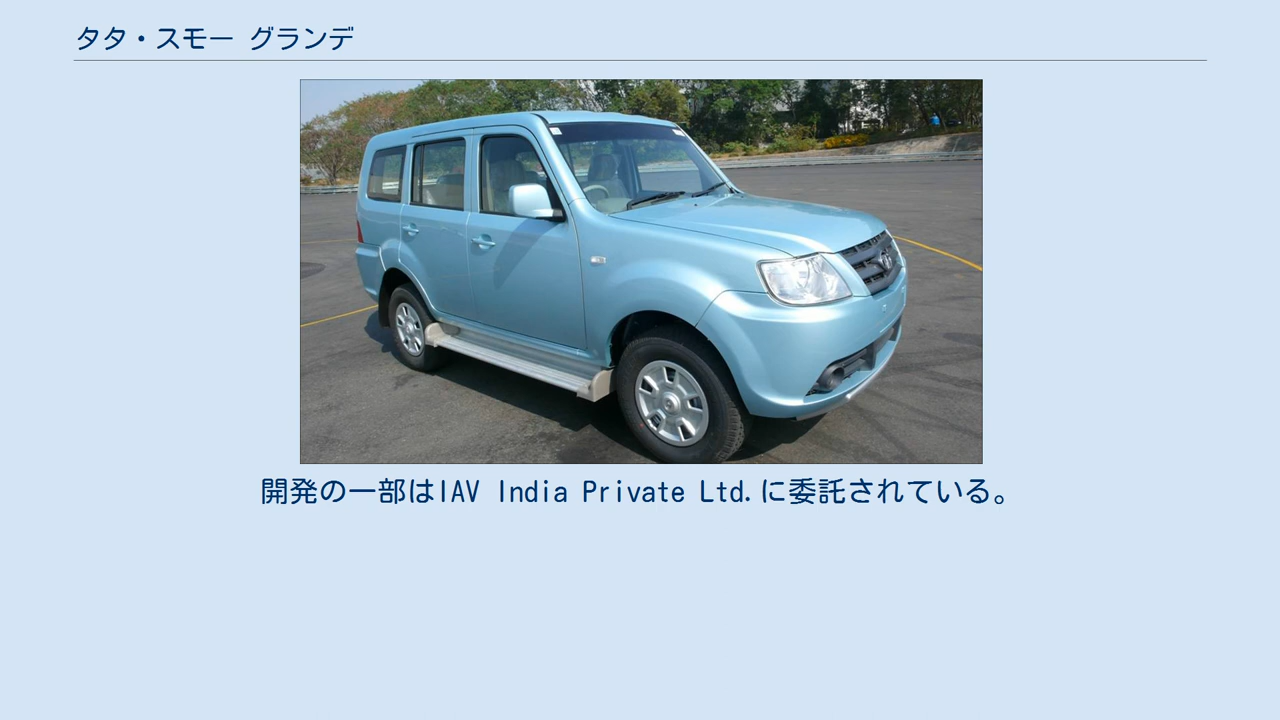 タタ・スモー グランデ
開発の一部はIAV India Private Ltd.に委託されている。